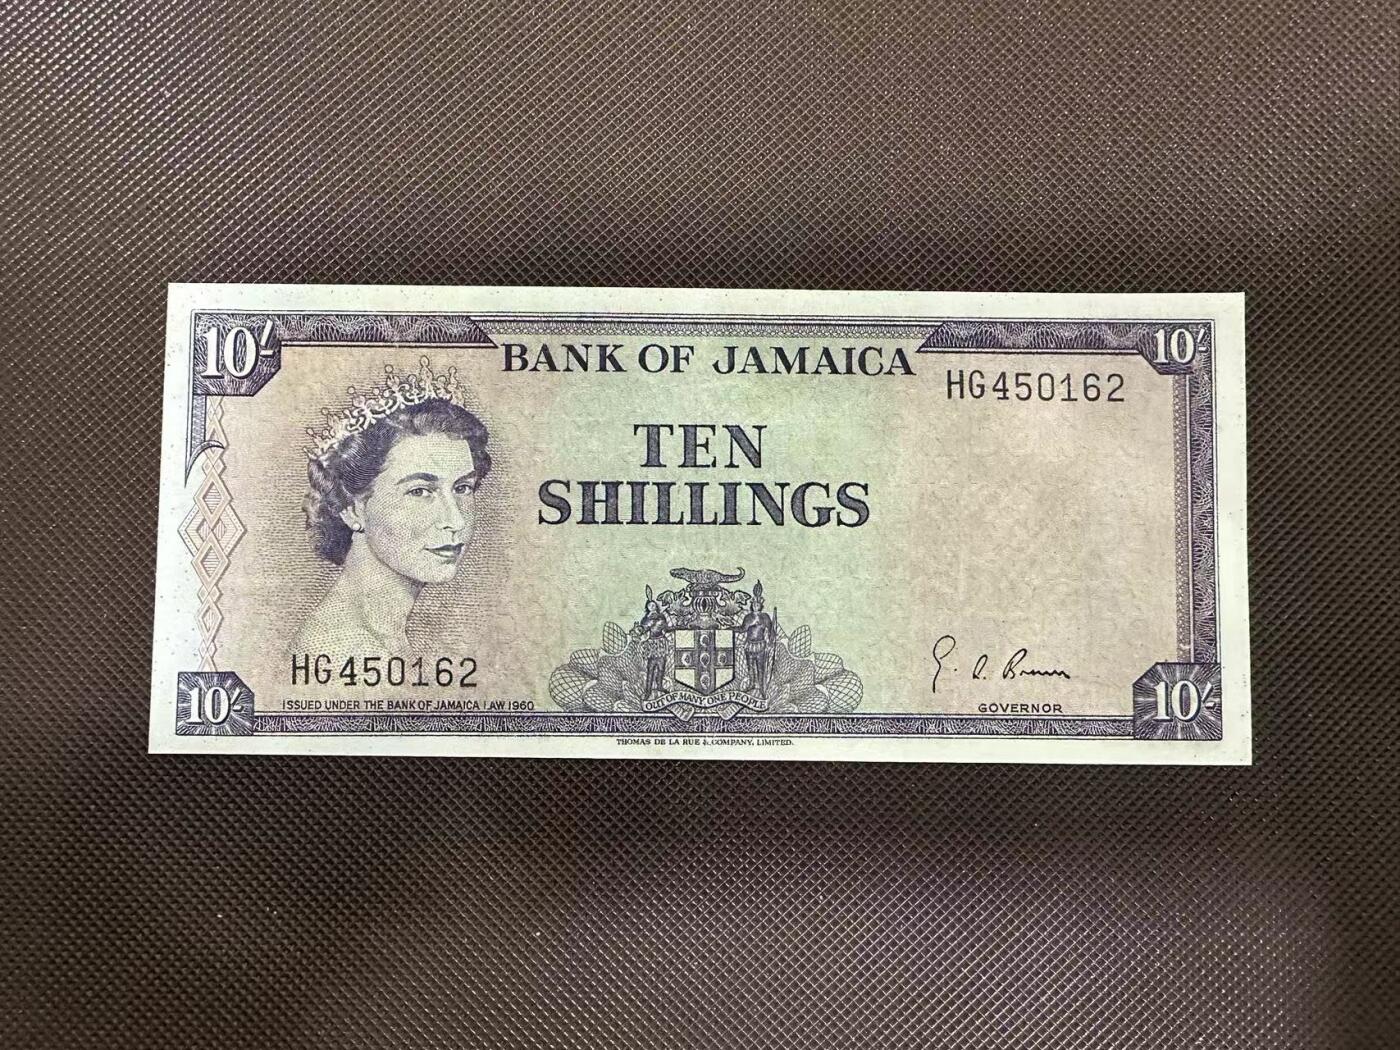 10/-
10/-
BANK OF JAMAICA
HG450162
TEN
SHILLINGS
HG450162
ISSUED UNDER THE BANK OF JAMAICA LAW 1960
OUT OF MANY, ONE PEOPLE
G. A. Brown
GOVERNOR
10/-
10/-
THOMAS DE LA RUE & COMPANY, LIMITED.